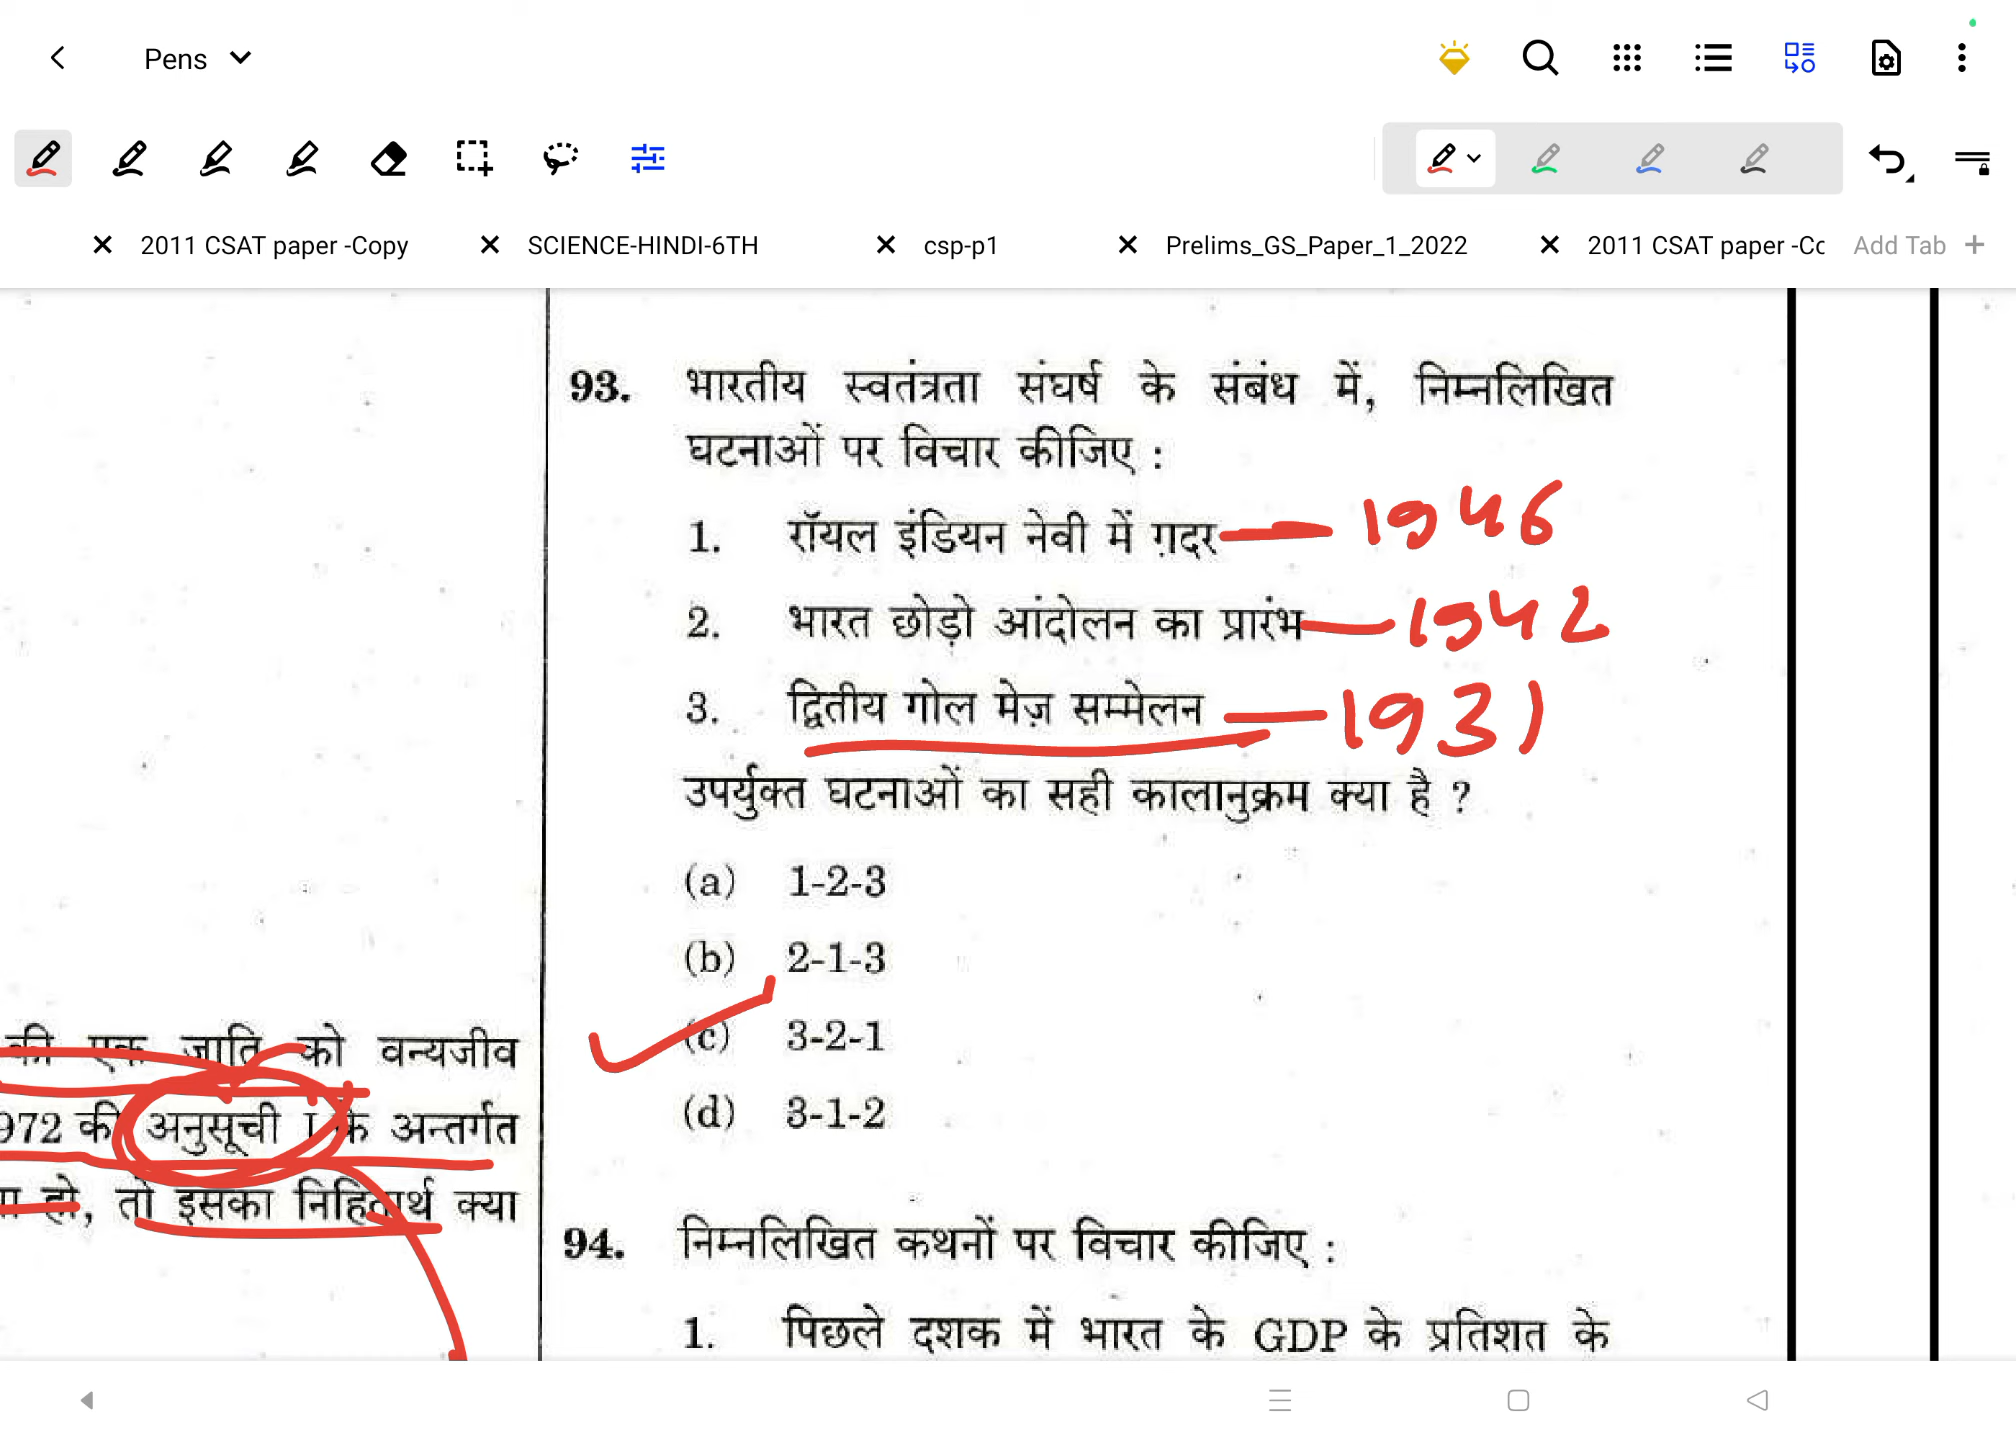 Pens
2011 CSAT paper -Copy
SCIENCE-HINDI-6TH
csp-p1
Prelims_GS_Paper_1_2022
2011 CSAT paper -Cc
Add Tab +
की एक जाति को वन्यजीव
972 की अनुसूची I के अन्तर्गत
हो, तो इसका निहितार्थ क्या
93. भारतीय स्वतंत्रता संघर्ष के संबंध में, निम्नलिखित
घटनाओं पर विचार कीजिए :
1. रॉयल इंडियन नेवी में ग़दर — 1946
2. भारत छोड़ो आंदोलन का प्रारंभ — 1942
3. द्वितीय गोल मेज़ सम्मेलन — 1931
उपर्युक्त घटनाओं का सही कालानुक्रम क्या है ?
(a) 1-2-3
(b) 2-1-3
(c) 3-2-1
(d) 3-1-2
94. निम्नलिखित कथनों पर विचार कीजिए :
1. पिछले दशक में भारत के GDP के प्रतिशत के